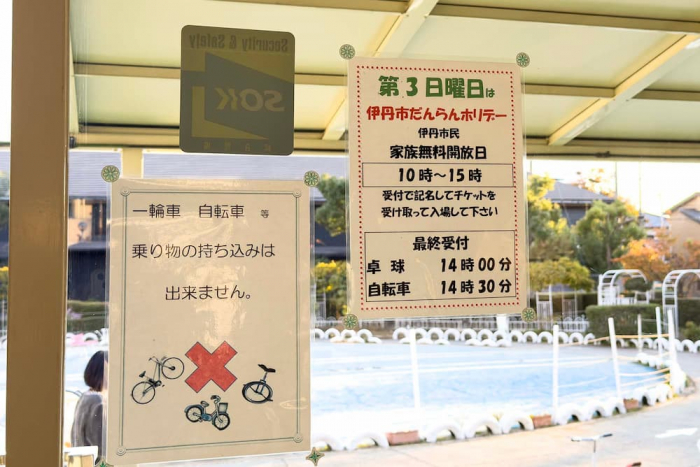 Security & Safety
SOK
第3日曜日は
伊丹市だんらんホリデー
伊丹市民
家族無料開放日
10時～15時
受付で記名してチケットを
受け取って入場して下さい
最終受付
卓球 14時00分
自転車 14時30分
一輪車 自転車 等
乗り物の持ち込みは
出来ません。